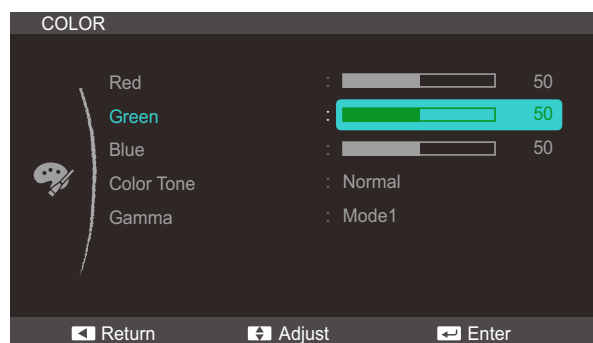 COLOR
Red : 50
Green : 50
Blue : 50
Color Tone : Normal
Gamma : Mode1
Return Adjust Enter